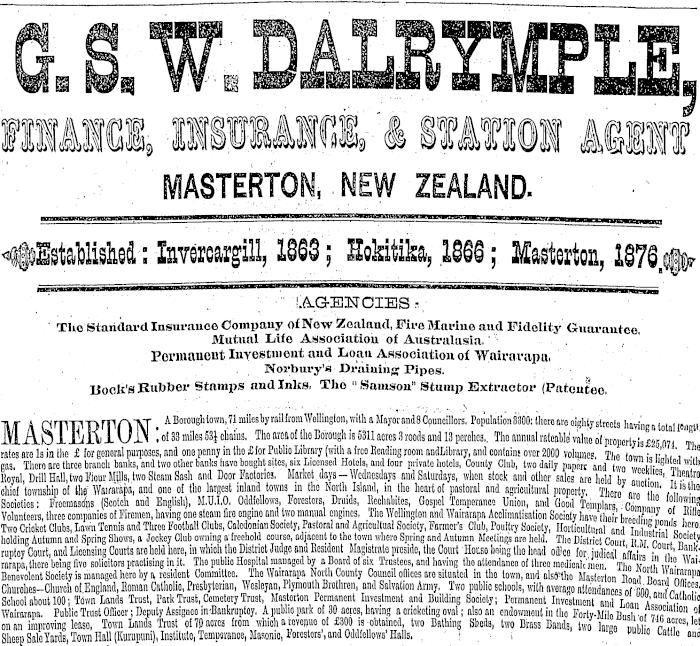 G. S. W. DALRYMPLE,
FINANCE, INSURANCE, & STATION AGENT
MASTERTON, NEW ZEALAND.
Established: Invercargill, 1863; Hokitika, 1866; Masterton, 1876.
AGENCIES:
The Standard Insurance Company of New Zealand, Fire Marine and Fidelity Guarantee.
Mutual Life Association of Australasia.
Permanent Investment and Loan Association of Wairarapa.
Norbury's Draining Pipes.
Bock's Rubber Stamps and Inks. The "Samson" Stump Extractor (Patentee.
MASTERTON: A Borough town, 71 miles by rail from Wellington, with a Mayor and 8 Councillors. Population 3300: there are eighty streets having a total length
of 33 miles 53½ chains. The area of the Borough is 5311 acres 3 roods and 13 perches. The annual rateable value of property is £25,071. The
rates are 1s in the £ for general purposes, and one penny in the £ for Public Library (with a free Reading room and Library, and contains over 2000 volumes. The town is lighted with
gas. There are three branch banks, and two other banks have bought sites, six Licensed Hotels, and four private hotels, County Club, two daily papers and two weeklies, Theatre
Royal, Drill Hall, two Flour Mills, two Steam Sash and Door Factories. Market days—Wednesdays and Saturdays, when stock and other sales are held by auction. It is the
chief township of the Wairarapa, and one of the largest inland towns in the North Island, in the heart of pastoral and agricultural property. There are the following
Societies: Freemasons (Scotch and English), M.U.I.O. Oddfellows, Foresters, Druids, Rechabites, Gospel Temperance Union, and Good Templars, Company of Rifle
Volunteers, three companies of Firemen, having one steam fire engine and two manual engines. The Wellington and Wairarapa Acclimatisation Society have their breeding ponds here.
Two Cricket Clubs, Lawn Tennis and Three Football Clubs, Caledonian Society, Pastoral and Agricultural Society, Farmer's Club, Poultry Society, Horticultural and Industrial Society
holding Autumn and Spring Shows, a Jockey Club owning a freehold course, adjacent to the town where Spring and Autumn Meetings are held. The District Court, R.M. Court, Bank-
ruptcy Court, and Licensing Courts are held here, in which the District Judge and Resident Magistrate preside, the Court House being the head office for judical affairs in the Wai-
rarapa, there being five solicitors practising in it. The public Hospital managed by a Board of six Trustees, and having the attendance of three medicalc men. The North Wairarapa
Benevolent Society is managed here by a resident Committee. The Wairarapa North County Council offices are situated in the town, and also the Masterton Road Board Offices.
Churches—Church of England, Roman Catholic, Presbyterian, Wesleyan, Plymouth Brethren, and Salvation Army. Two public schools, with average attendances of 600, and Catholic
School about 100; Town Lands Trust, Park Trust, Cemetery Trust, Masterton Permanent Investment and Building Society; Permanent Investment and Loan Association of
Wairarapa. Public Trust Officer; Deputy Assignee in Bankruptcy. A public park of 30 acres, having a cricketing oval; also an endowment in the Forty-Mile Bush of 746 acres, let
on an improving lease, Town Lands Trust of 79 acres from which a revenue of £300 is obtained, two Bathing Sheds, two Brass Bands, two large public Cattle and
Sheep Sale Yards, Town Hall (Kurupuni), Institute, Temperance, Masonic, Foresters', and Oddfellows' Halls.